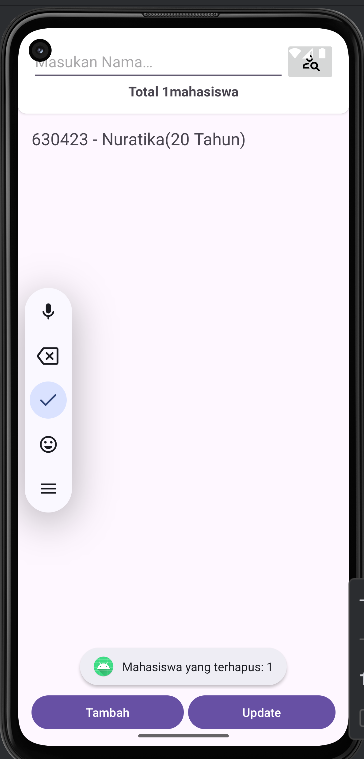 Masukan Nama...
Total 1mahasiswa
630423 - Nuratika(20 Tahun)
Mahasiswa yang terhapus: 1
Tambah
Update